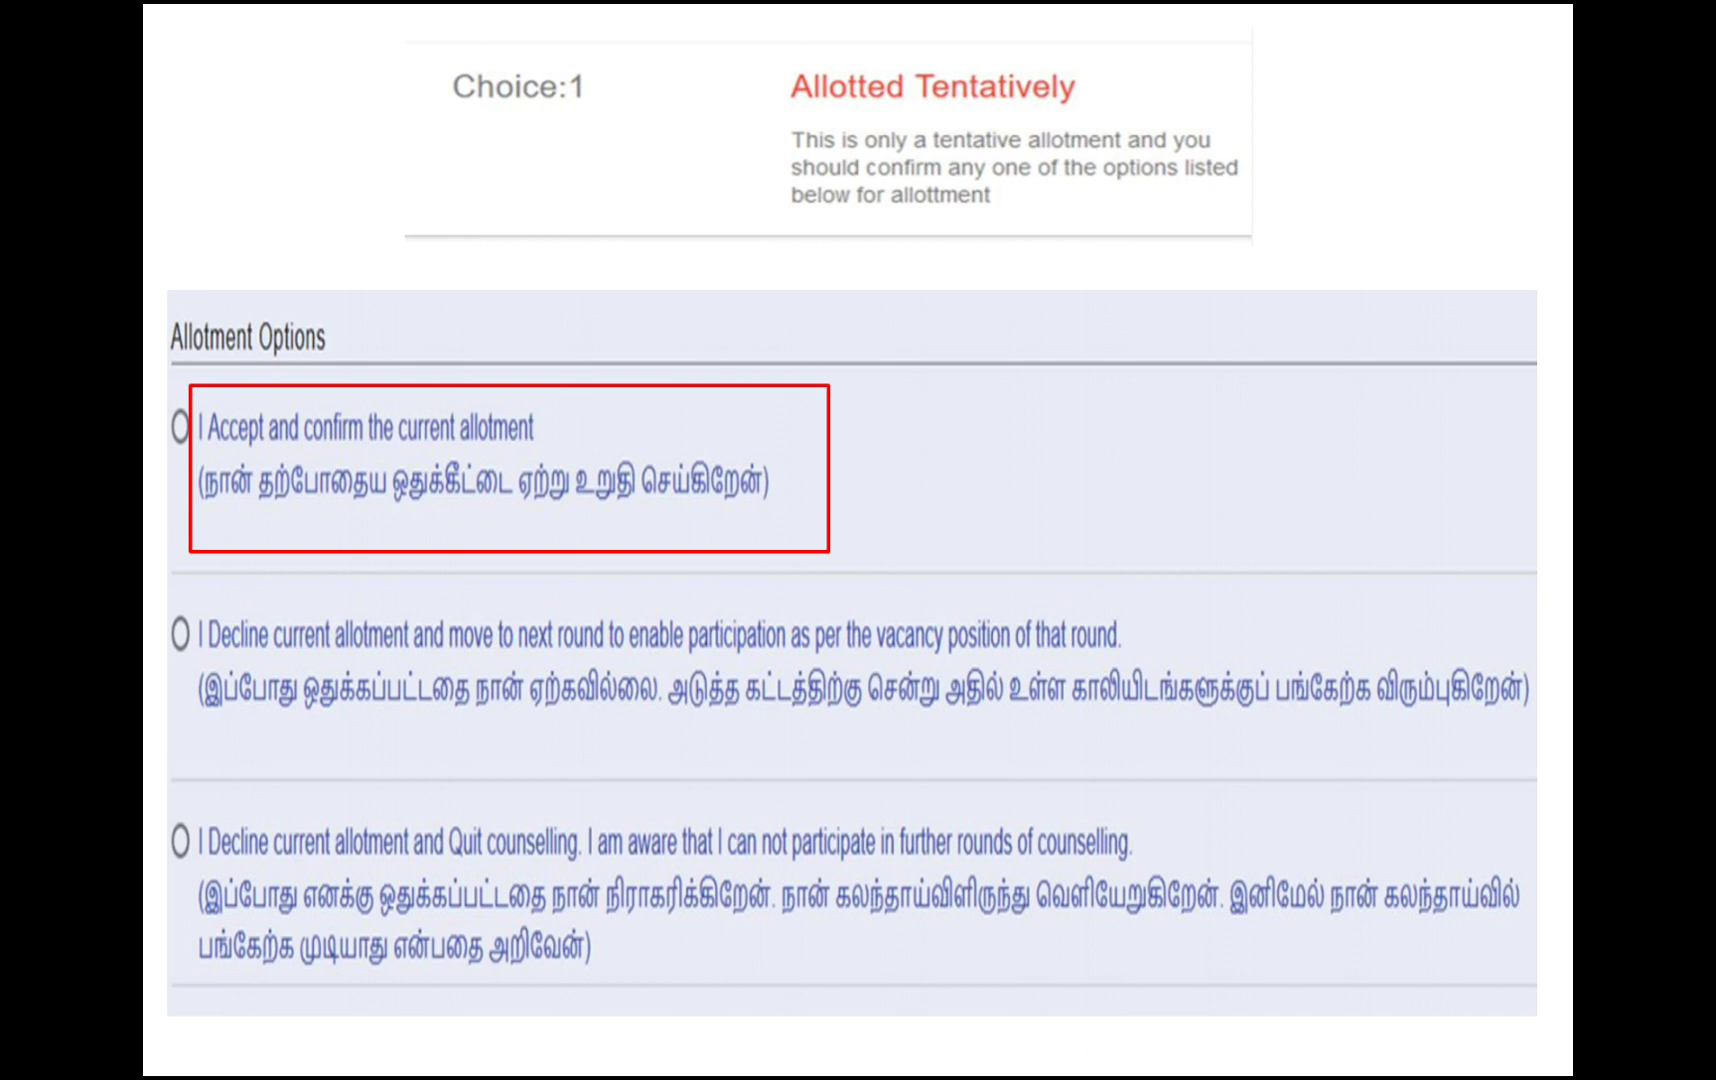 Choice:1
Allotted Tentatively
This is only a tentative allotment and you
should confirm any one of the options listed
below for allottment
Allotment Options
I Accept and confirm the current allotment
(நான் தற்போதைய ஒதுக்கீட்டை ஏற்று உறுதி செய்கிறேன்)
I Decline current allotment and move to next round to enable participation as per the vacancy position of that round.
(இப்போது ஒதுக்கப்பட்டதை நான் ஏற்கவில்லை. அடுத்த கட்டத்திற்கு சென்று அதில் உள்ள காலியிடங்களுக்குப் பங்கேற்க விரும்புகிறேன்)
I Decline current allotment and Quit counselling. I am aware that I can not participate in further rounds of counselling.
(இப்போது எனக்கு ஒதுக்கப்பட்டதை நான் நிராகரிக்கிறேன். நான் கலந்தாய்விளிருந்து வெளியேறுகிறேன். இனிமேல் நான் கலந்தாய்வில்
பங்கேற்க முடியாது என்பதை அறிவேன்)